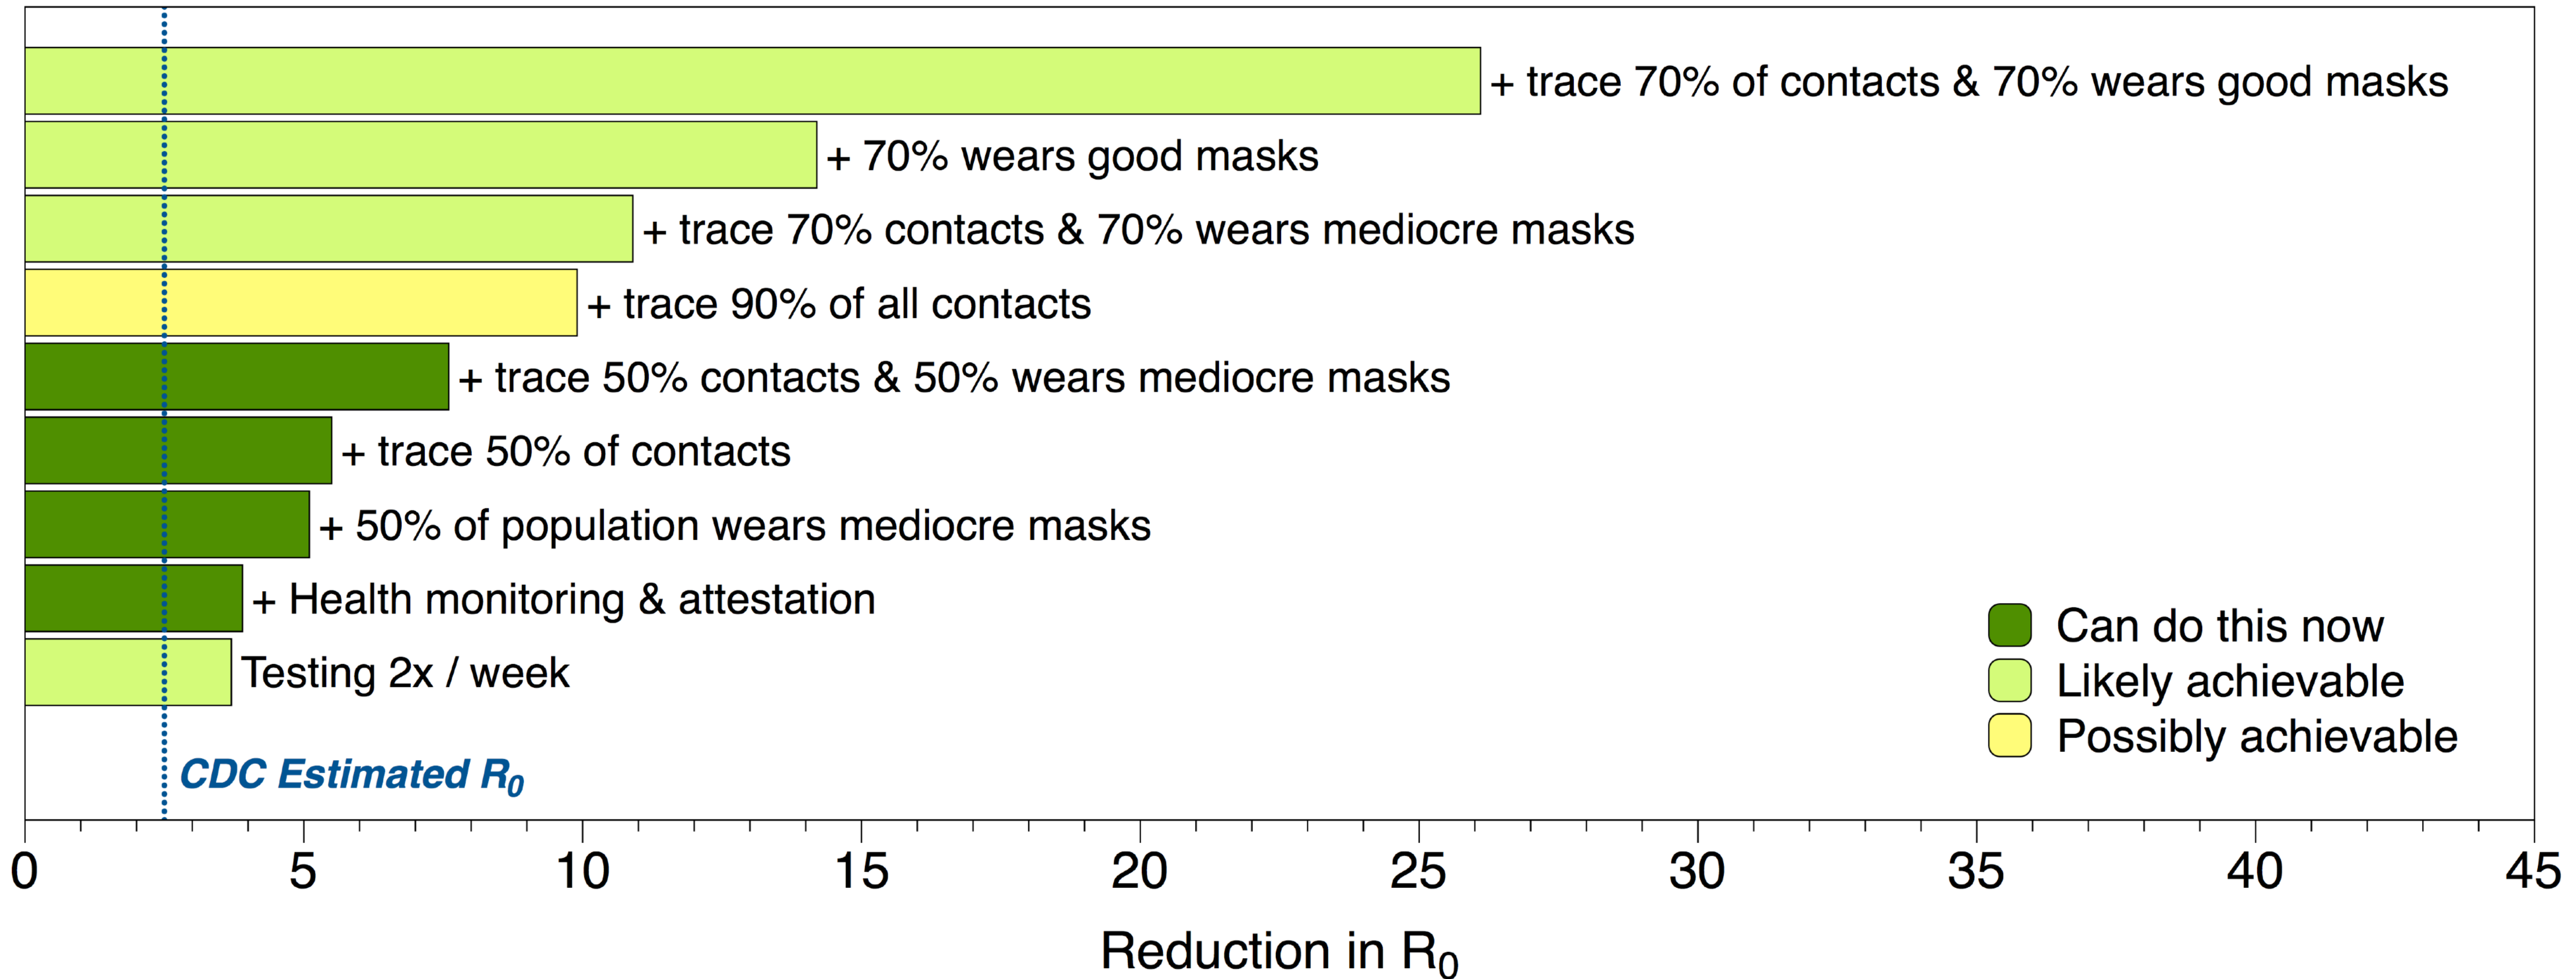 + trace 70% of contacts & 70% wears good masks
+ 70% wears good masks
+ trace 70% contacts & 70% wears mediocre masks
+ trace 90% of all contacts
+ trace 50% contacts & 50% wears mediocre masks
+ trace 50% of contacts
+ 50% of population wears mediocre masks
+ Health monitoring & attestation
Testing 2x / week
Can do this now
Likely achievable
Possibly achievable
CDC Estimated R₀
0 5 10 15 20 25 30 35 40 45
Reduction in R₀